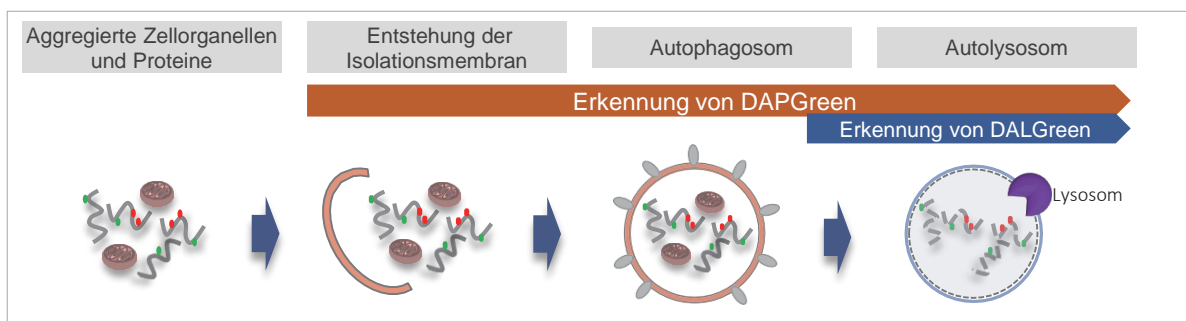 Aggregierte Zellorganellen
und Proteine
Entstehung der
Isolationsmembran
Autophagosom
Autolysosom
Erkennung von DAPGreen
Erkennung von DALGreen
Lysosom